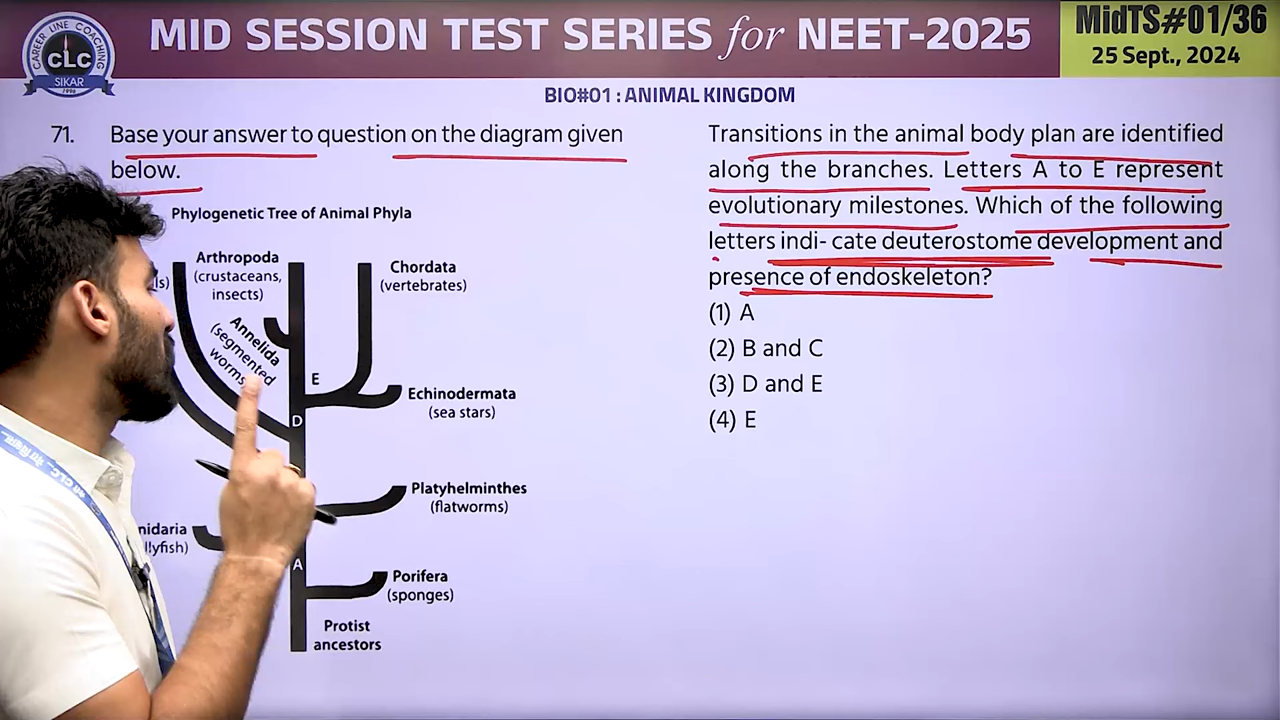 CAREER LINE COACHING
CLC
SIKAR
1996
MID SESSION TEST SERIES for NEET-2025
MidTS#01/36
25 Sept., 2024
BIO#01 : ANIMAL KINGDOM
71. Base your answer to question on the diagram given
below.
Phylogenetic Tree of Animal Phyla
Arthropoda
(crustaceans,
insects)
ls)
Chordata
(vertebrates)
Annelida
(segmented
worms
E
Echinodermata
(sea stars)
D
Platyhelminthes
(flatworms)
nidaria
llyfish)
A
Porifera
(sponges)
Protist
ancestors
Transitions in the animal body plan are identified
along the branches. Letters A to E represent
evolutionary milestones. Which of the following
letters indi- cate deuterostome development and
presence of endoskeleton?
(1) A
(2) B and C
(3) D and E
(4) E